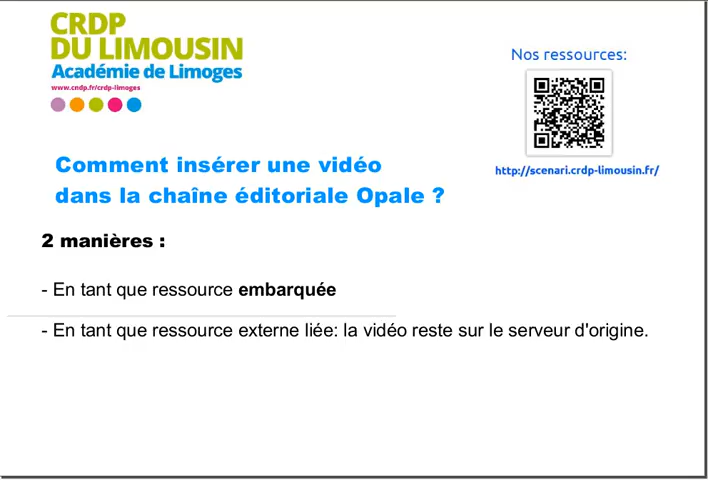 CRDP
DU LIMOUSIN
Académie de Limoges
www.cndp.fr/crdp-limoges
Nos ressources:
http://scenari.crdp-limousin.fr/
Comment insérer une vidéo
dans la chaîne éditoriale Opale ?
2 manières :
- En tant que ressource embarquée
- En tant que ressource externe liée: la vidéo reste sur le serveur d'origine.